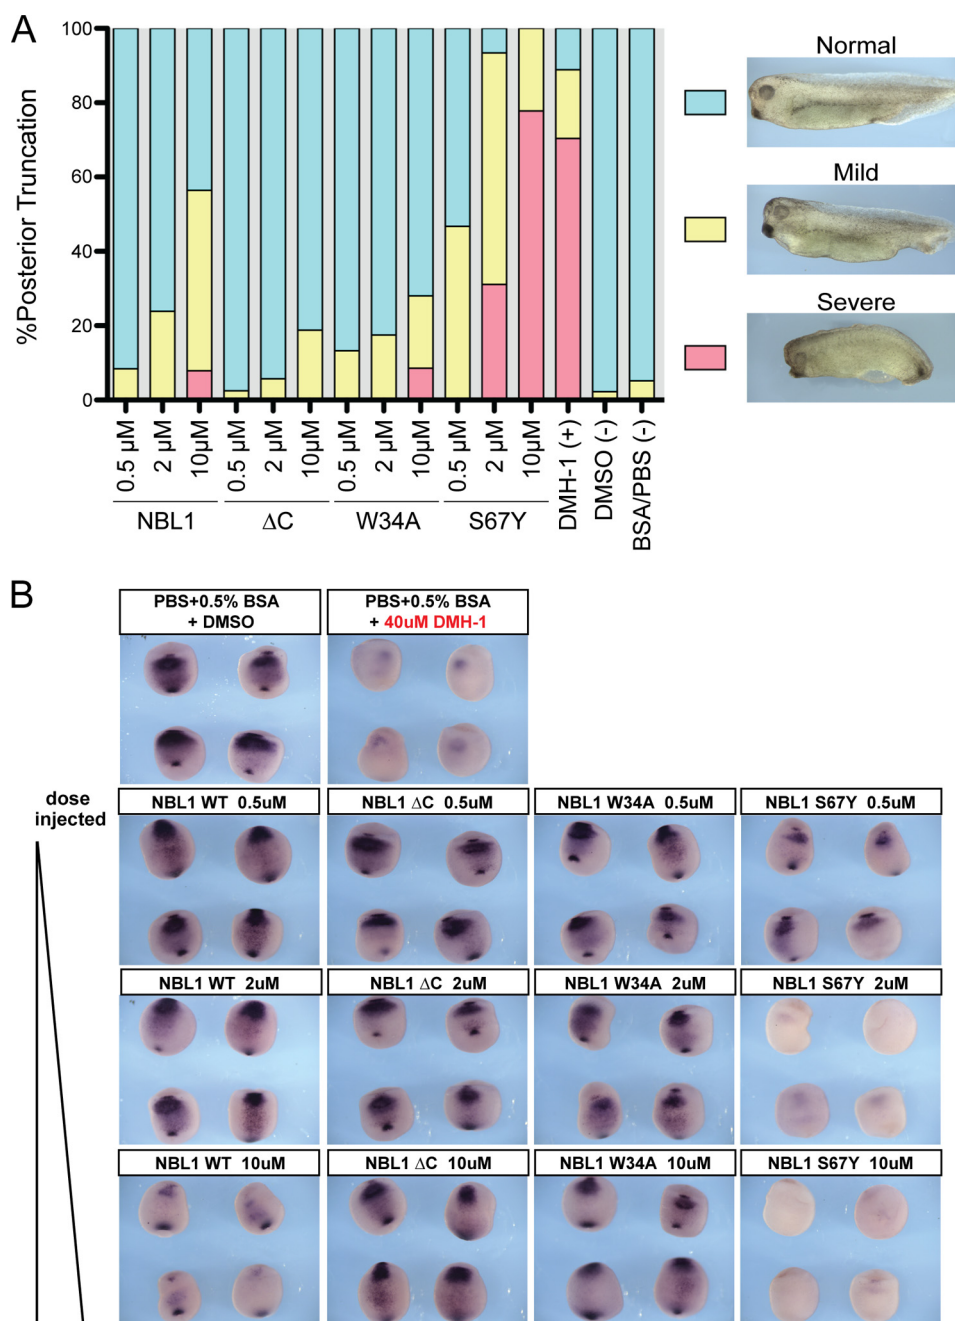 A
100
80
60
40
20
0
%Posterior Truncation
0.5 μM
2 μM
10μM
0.5 μM
2 μM
10μM
0.5 μM
2 μM
10μM
0.5 μM
2 μM
10μM
DMH-1 (+)
DMSO (-)
BSA/PBS (-)
NBL1
ΔC
W34A
S67Y
Normal
Mild
Severe
B
PBS+0.5% BSA
+ DMSO
PBS+0.5% BSA
+ 40uM DMH-1
dose
injected
NBL1 WT 0.5uM
NBL1 ΔC 0.5uM
NBL1 W34A 0.5uM
NBL1 S67Y 0.5uM
NBL1 WT 2uM
NBL1 ΔC 2uM
NBL1 W34A 2uM
NBL1 S67Y 2uM
NBL1 WT 10uM
NBL1 ΔC 10uM
NBL1 W34A 10uM
NBL1 S67Y 10uM